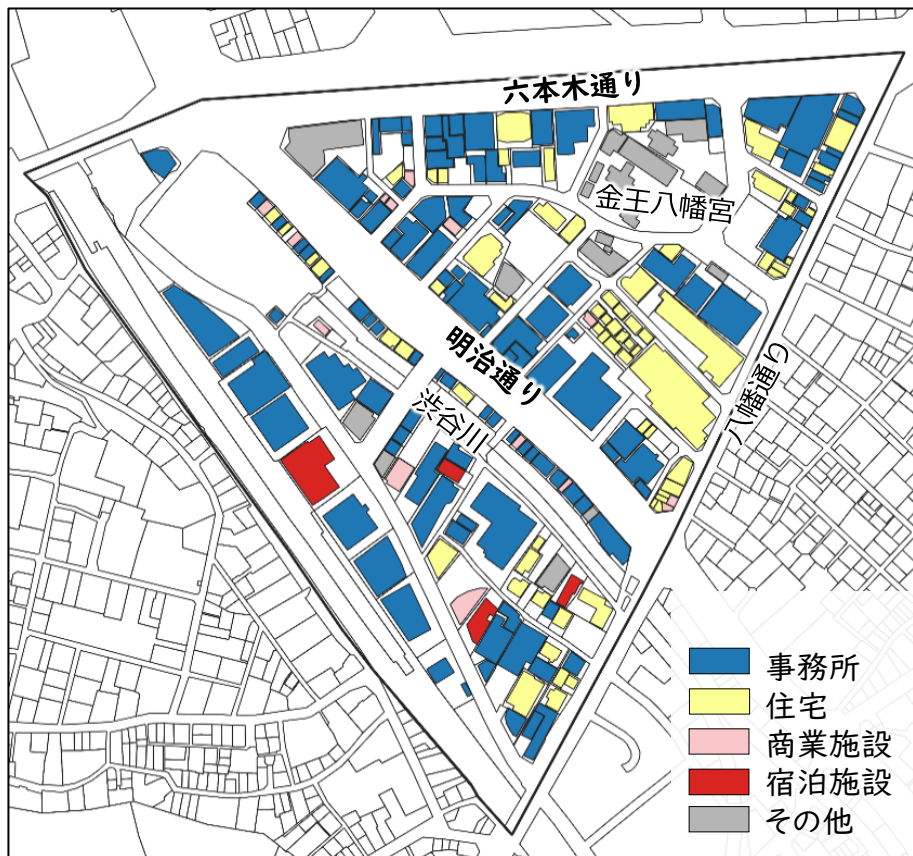 六本木通り
金王八幡宮
明治通り
八幡通り
渋谷川
事務所
住宅
商業施設
宿泊施設
その他